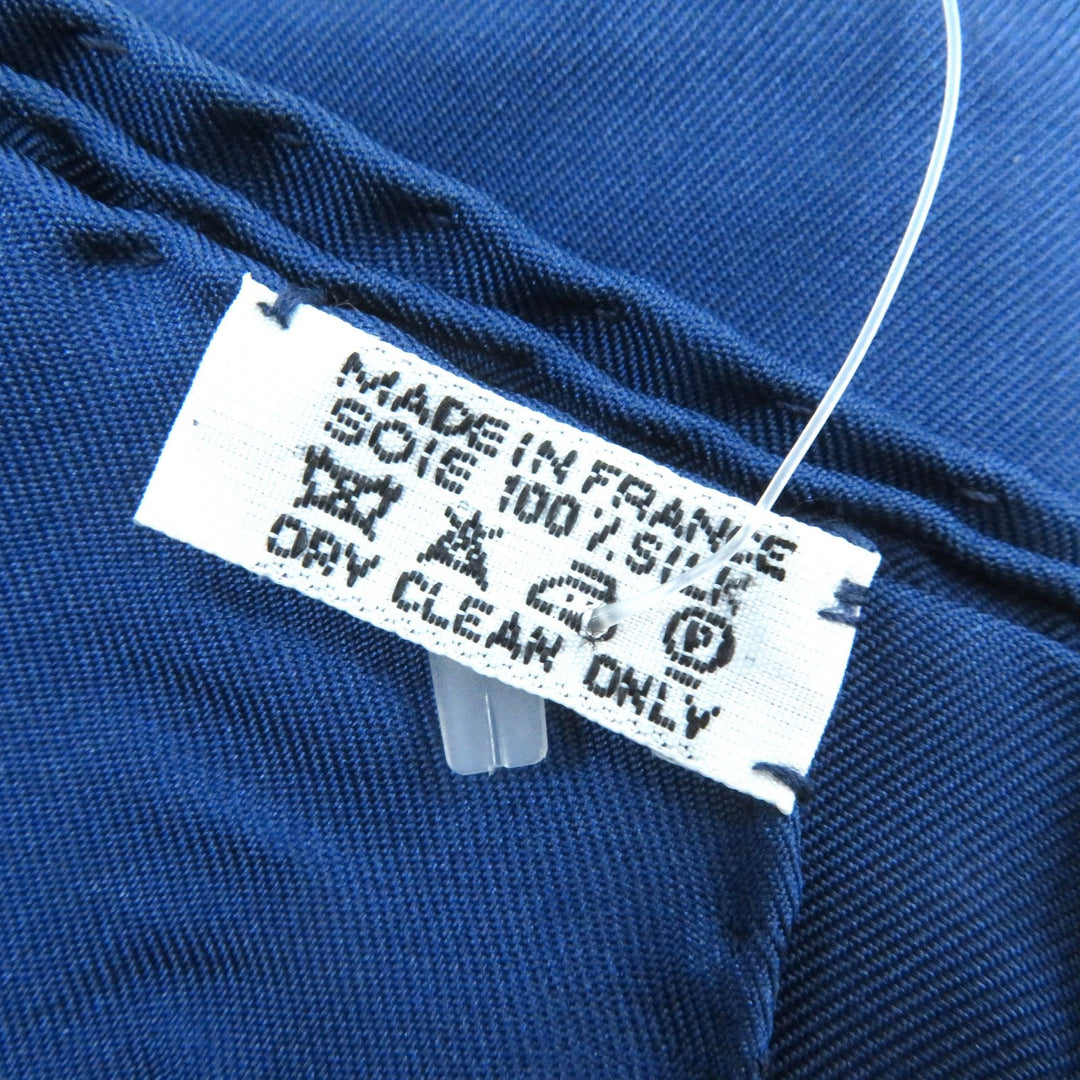 MADE IN FRANCE
SOIE 100% SILK
P
DRY CLEAN ONLY